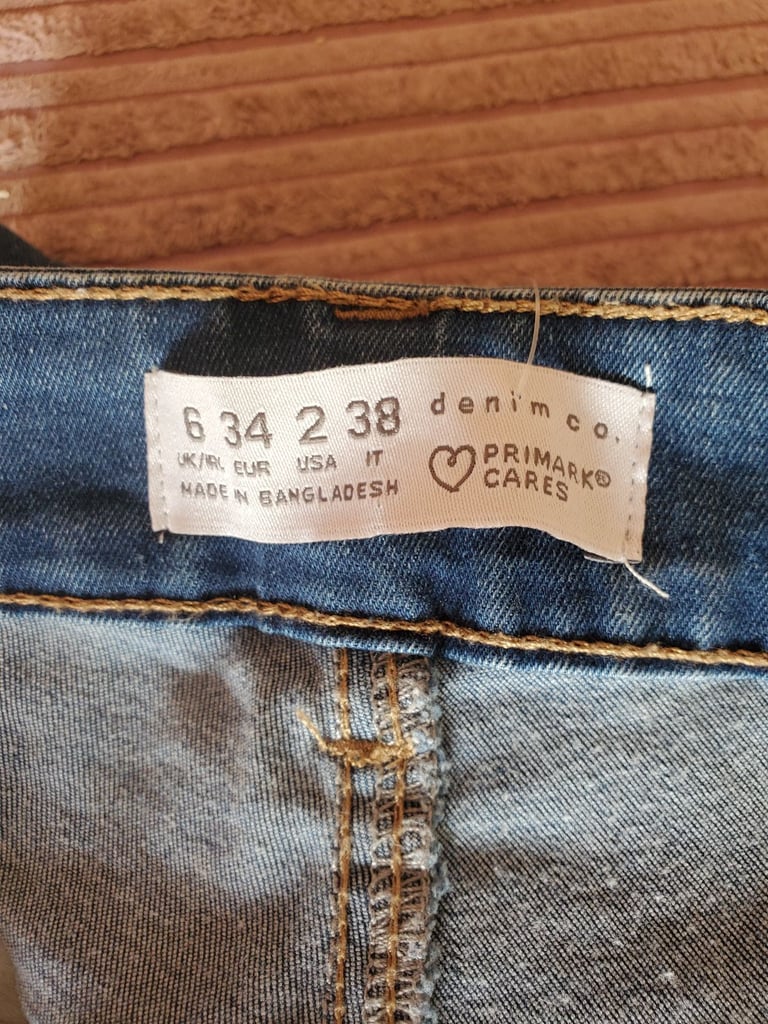 6 34 2 38
UK/IRL EUR USA IT
MADE IN BANGLADESH
denim co.
PRIMARK®
CARES